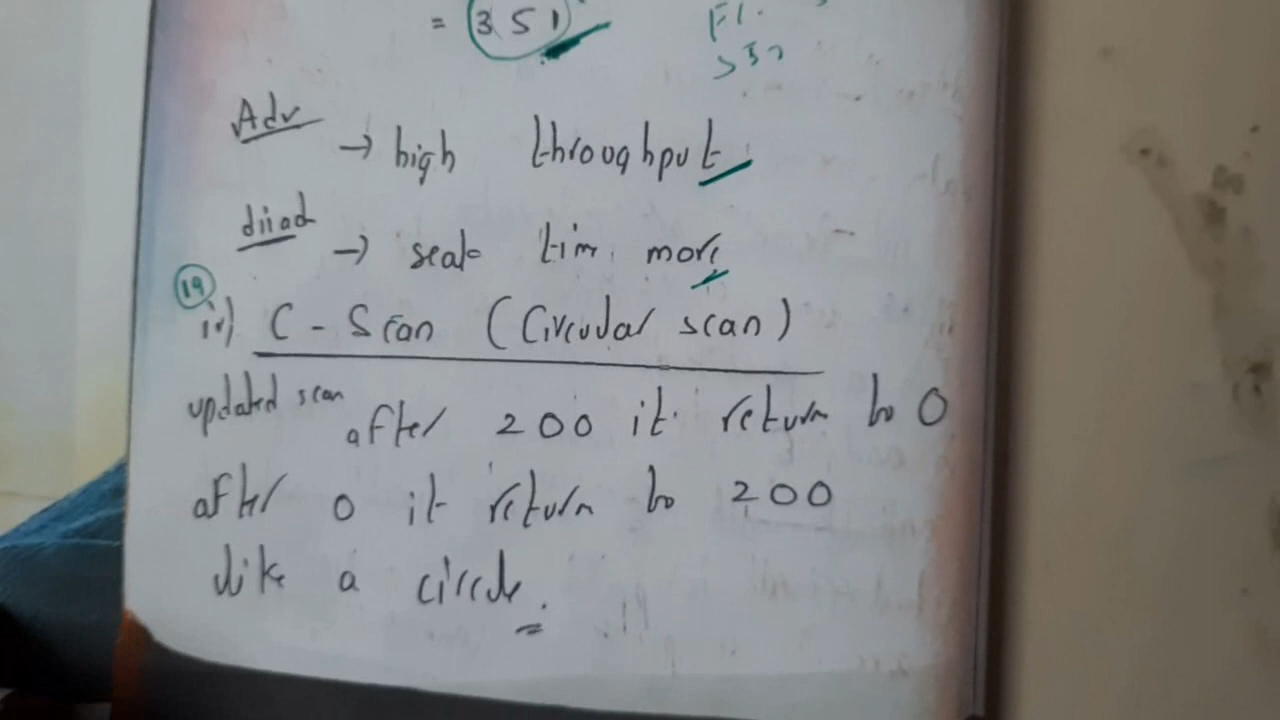 = 351
Adv
→ high throughput
disad
→ seak time more
19
iv) C - Scan (Circular scan)
updated scan
after 200 it return to 0
after 0 it return to 200
like a circle.